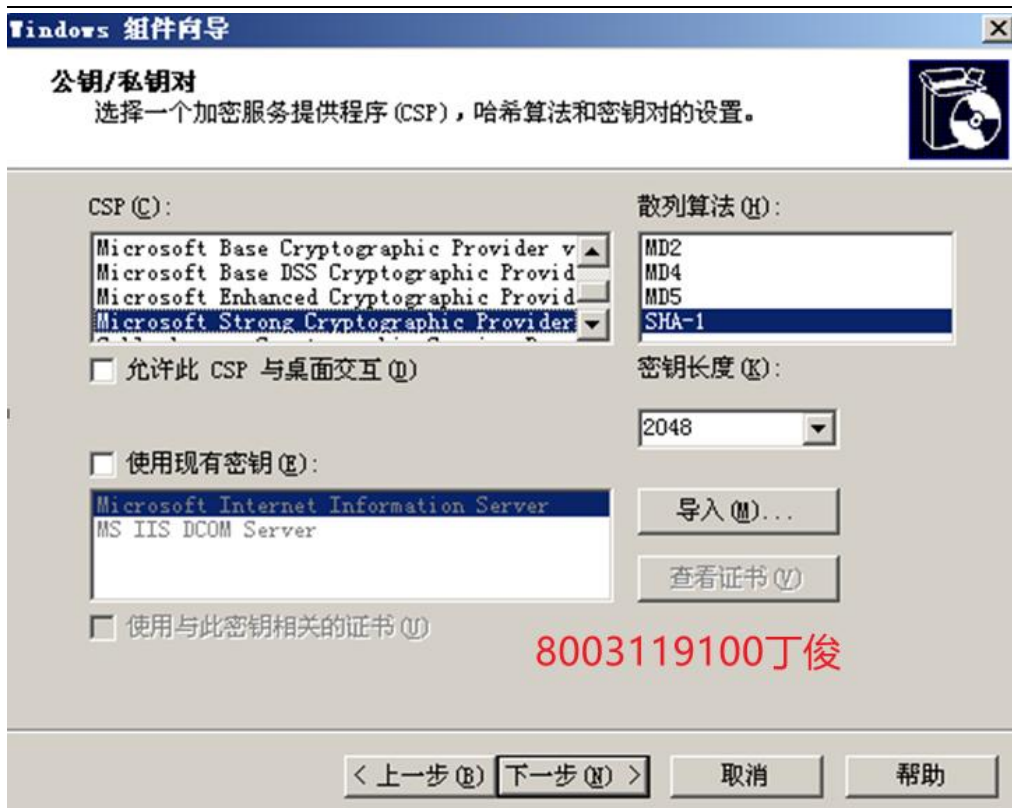 Windows 组件向导
公钥/私钥对
选择一个加密服务提供程序(CSP)，哈希算法和密钥对的设置。
CSP(C):
散列算法(H):
Microsoft Base Cryptographic Provider v
Microsoft Base DSS Cryptographic Provid
Microsoft Enhanced Cryptographic Provid
Microsoft Strong Cryptographic Provider
MD2
MD4
MD5
SHA-1
允许此 CSP 与桌面交互(D)
密钥长度(K):
2048
使用现有密钥(E):
Microsoft Internet Information Server
MS IIS DCOM Server
导入(M)...
查看证书(V)
使用与此密钥相关的证书(U)
8003119100丁俊
< 上一步(B)
下一步(N) >
取消
帮助